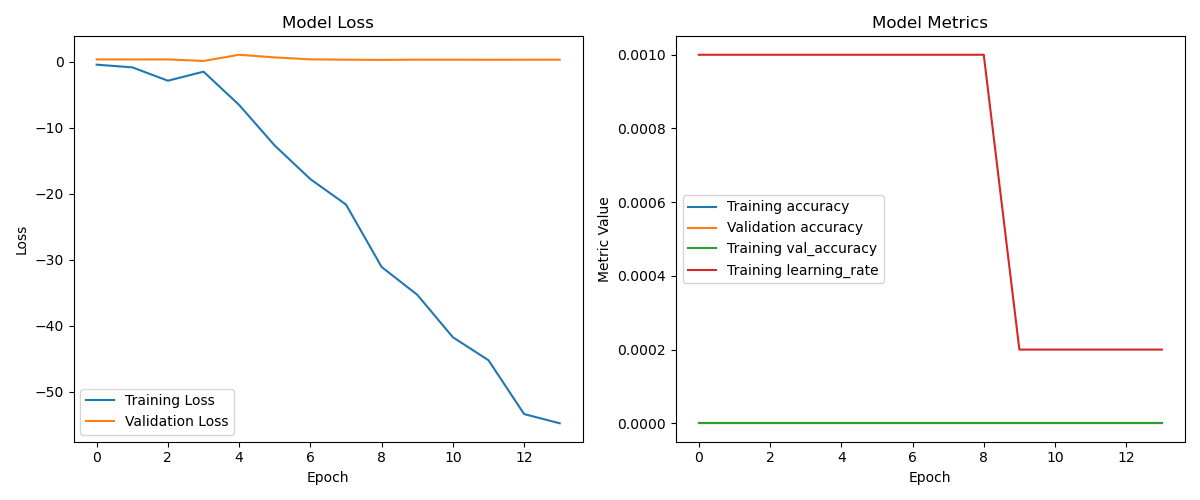 Model Loss
Loss
0
−10
−20
−30
−40
−50
Training Loss
Validation Loss
0 2 4 6 8 10 12
Epoch
Model Metrics
Metric Value
0.0010
0.0008
0.0006
0.0004
0.0002
0.0000
Training accuracy
Validation accuracy
Training val_accuracy
Training learning_rate
0 2 4 6 8 10 12
Epoch